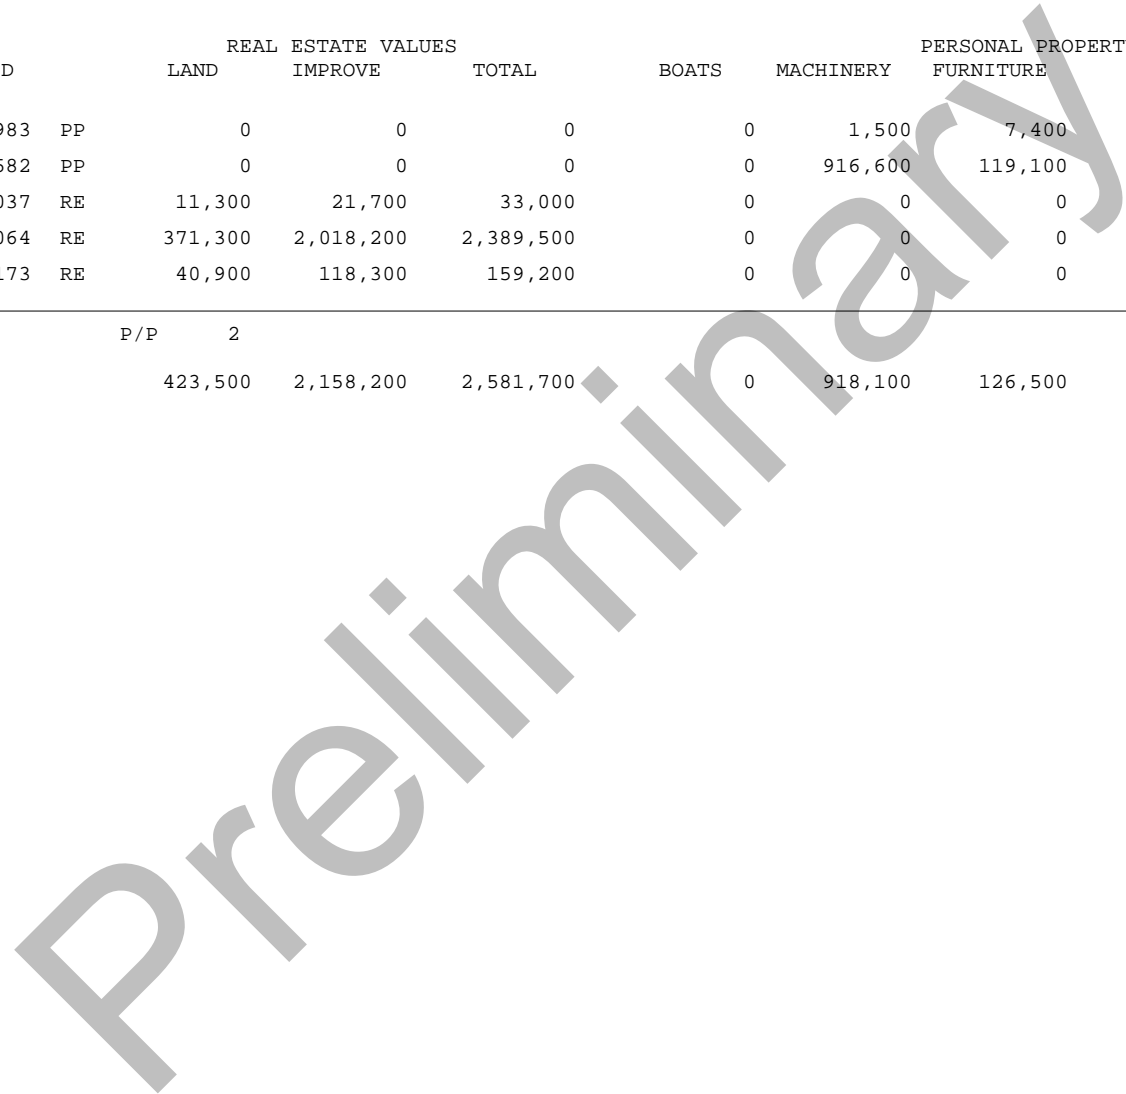 REAL ESTATE VALUES PERSONAL PROPERT
D LAND IMPROVE TOTAL BOATS MACHINERY FURNITURE
983 PP 0 0 0 0 1,500 7,400
582 PP 0 0 0 0 916,600 119,100
037 RE 11,300 21,700 33,000 0 0 0
064 RE 371,300 2,018,200 2,389,500 0 0 0
173 RE 40,900 118,300 159,200 0 0 0
P/P 2
423,500 2,158,200 2,581,700 0 918,100 126,500
Preliminary